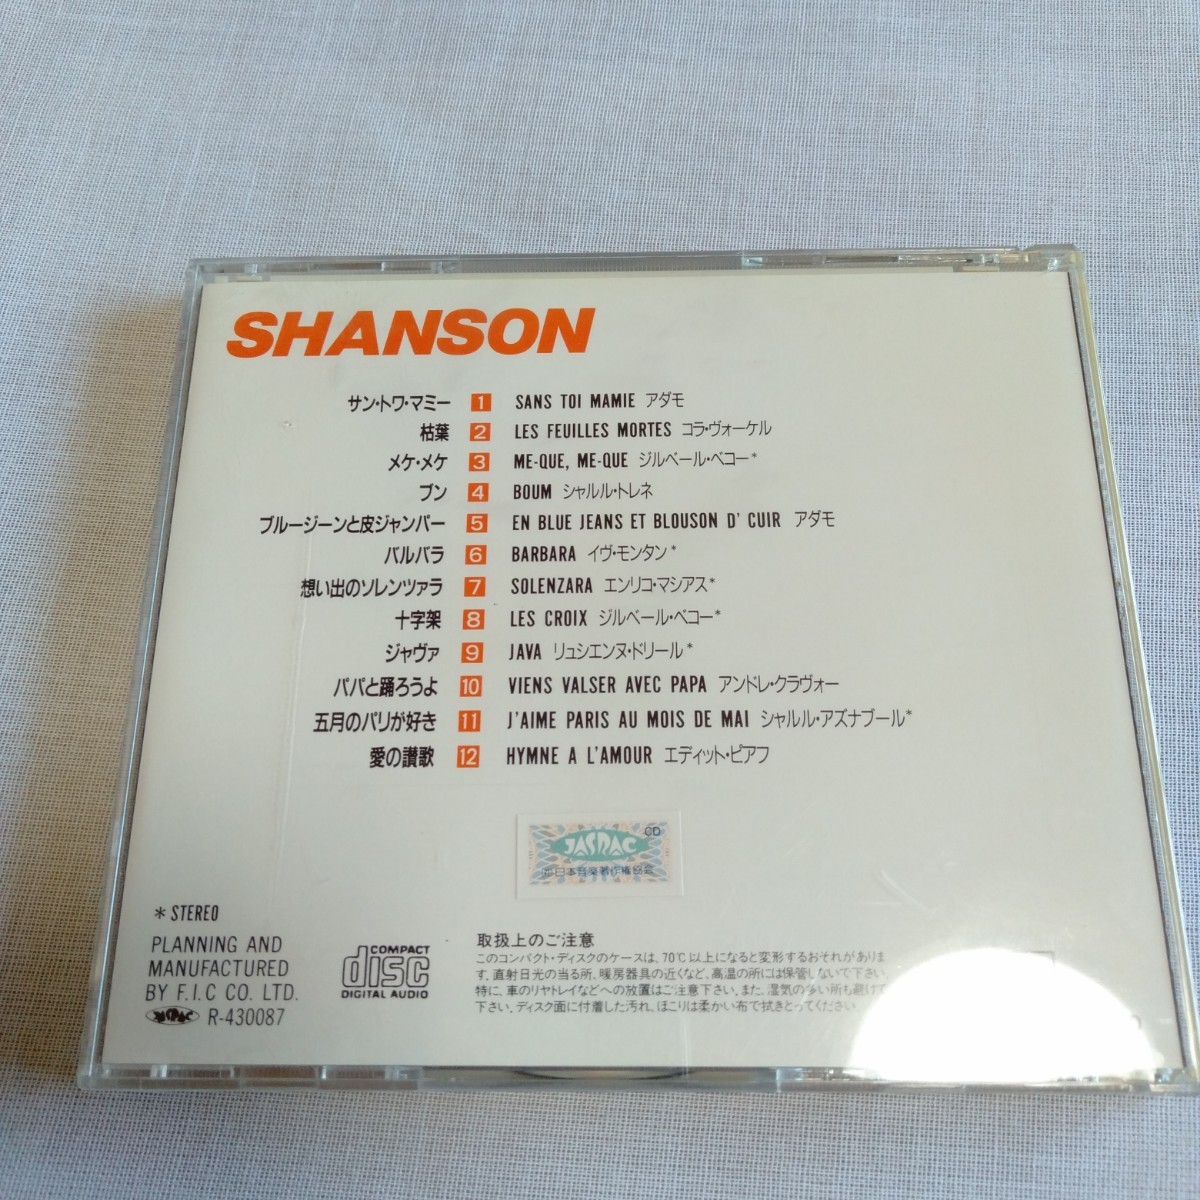 SHANSON
サン・トワ・マミー 1 SANS TOI MAMIE アダモ
枯葉 2 LES FEUILLES MORTES コラ・ヴォーケル
メケ・メケ 3 ME-QUE, ME-QUE ジルベール・ベコー*
ブン 4 BOUM シャルル・トレネ
ブルージーンと皮ジャンパー 5 EN BLUE JEANS ET BLOUSON D' CUIR アダモ
バルバラ 6 BARBARA イヴ・モンタン*
想い出のソレンツァラ 7 SOLENZARA エンリコ・マシアス*
十字架 8 LES CROIX ジルベール・ベコー*
ジャヴァ 9 JAVA リュシエンヌ・ドリール*
パパと踊ろうよ 10 VIENS VALSER AVEC PAPA アンドレ・クラヴォー
五月のパリが好き 11 J'AIME PARIS AU MOIS DE MAI シャルル・アズナブール*
愛の讃歌 12 HYMNE A L'AMOUR エディット・ピアフ
CD
JASRAC
日本音楽著作権協会
* STEREO
PLANNING AND
MANUFACTURED
BY F.I.C CO. LTD.
JASRAC R-430087
COMPACT
disc
DIGITAL AUDIO
取扱上のご注意
このコンパクト・ディスクのケースは、70℃以上になると変形するおそれがありま
す。直射日光の当る所、暖房器具の近くなど、高温の所には保管しないで下さい。
特に、車のリヤトレイなどへの放置はご注意下さい。また、湿気の多い所も避けて
下さい。ディスク面に付着した汚れ、ほこりは柔かい布で拭きとってください。